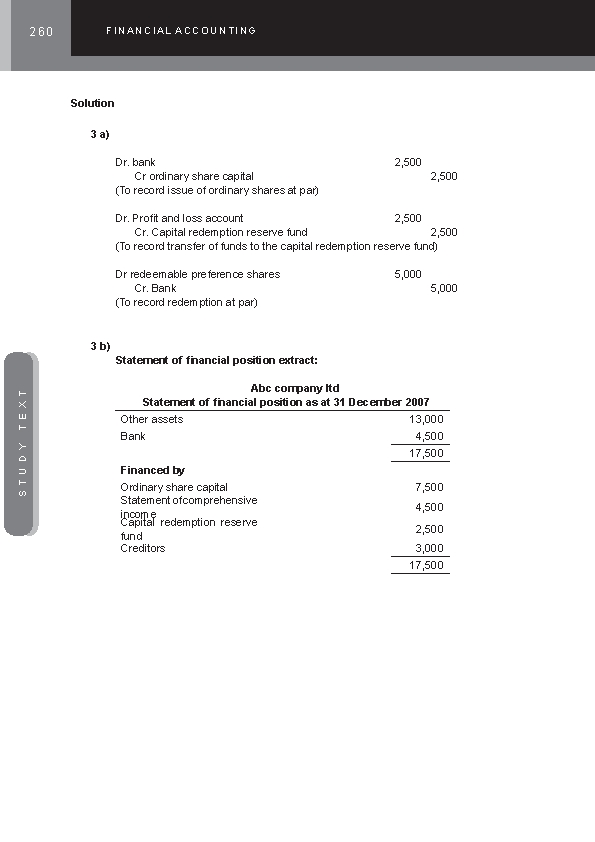 260
FINANCIAL ACCOUNTING
Solution
3 a)
Dr. bank 2,500
Cr ordinary share capital 2,500
(To record issue of ordinary shares at par)
Dr. Profit and loss account 2,500
Cr. Capital redemption reserve fund 2,500
(To record transfer of funds to the capital redemption reserve fund)
Dr redeemable preference shares 5,000
Cr. Bank 5,000
(To record redemption at par)
3 b)
Statement of financial position extract:
Abc company ltd
Statement of financial position as at 31 December 2007
Other assets 13,000
Bank 4,500
17,500
Financed by
Ordinary share capital 7,500
Statement of comprehensive
income 4,500
Capital redemption reserve
fund 2,500
Creditors 3,000
17,500
STUDY TEXT